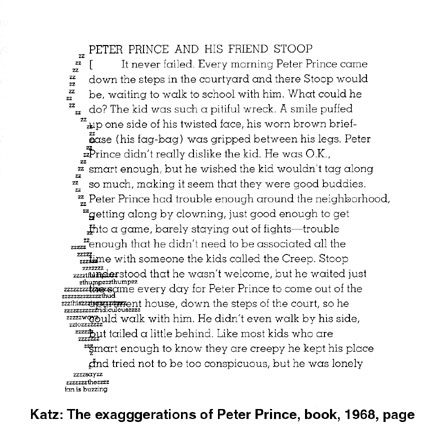 PETER PRINCE AND HIS FRIEND STOOP
[ It never failed. Every morning Peter Prince came
down the steps in the courtyard and there Stoop would
be, waiting to walk to school with him. What could he
do? The kid was such a pitiful wreck. A smile puffed
up one side of his twisted face, his worn brown brief-
case (his fag-bag) was gripped between his legs. Peter
Prince didn't really dislike the kid. He was O.K.,
smart enough, but he wished the kid wouldn't tag along
so much, making it seem that they were good buddies.
Peter Prince had trouble enough around the neighborhood,
getting along by clowning, just good enough to get
into a game, barely staying out of fights—trouble
enough that he didn't need to be associated all the
time with someone the kids called the Creep. Stoop
understood that he wasn't welcome, but he waited just
the same every day for Peter Prince to come out of the
apartment house, down the steps of the court, so he
could walk with him. He didn't even walk by his side,
but tailed a little behind. Like most kids who are
smart enough to know they are creepy he kept his place
and tried not to be too conspicuous, but he was lonely
is buzzing
Katz: The exagggerations of Peter Prince, book, 1968, page